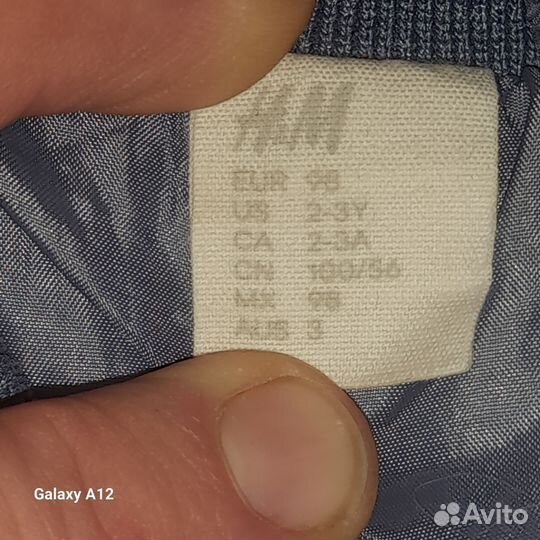 H&M
EUR 98
US 2-3Y
CA 2-3A
CN 100/56
MX 98
AUS 3
Galaxy A12
Avito